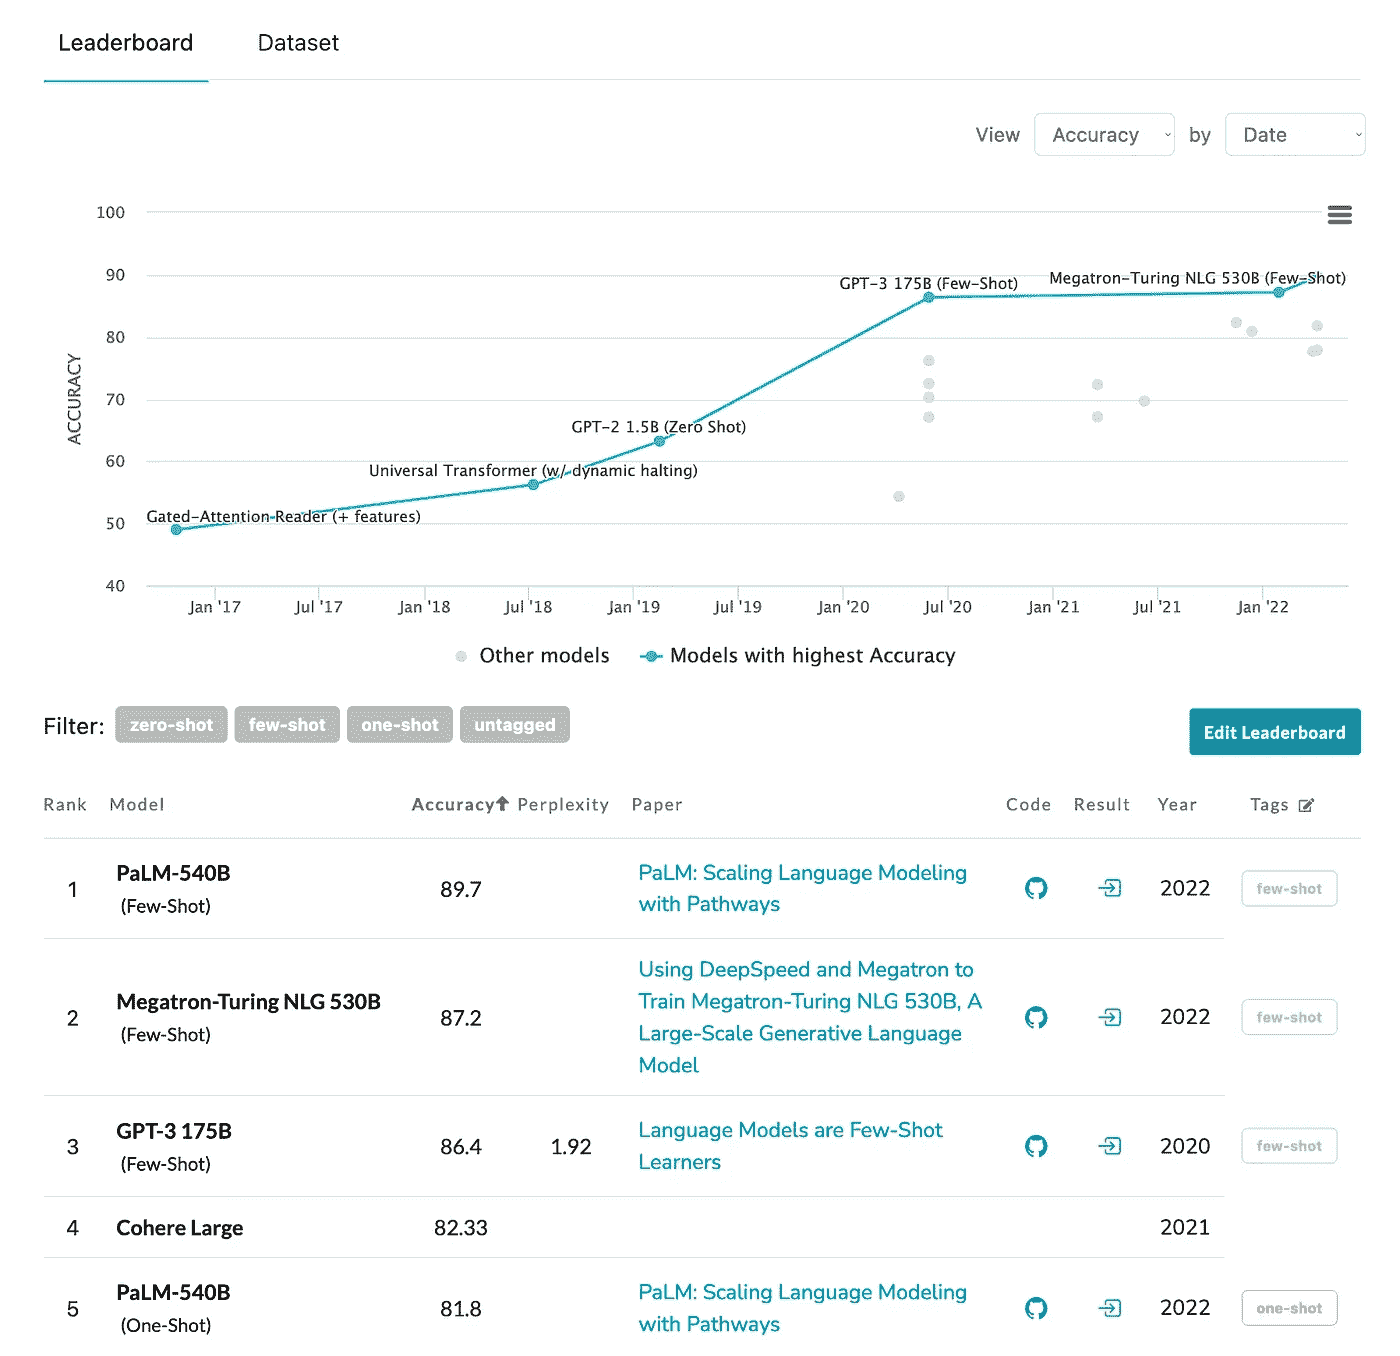 Leaderboard Dataset
View Accuracy by Date
100
90
80
70
60
50
40
ACCURACY
GPT-3 175B (Few-Shot)
Megatron-Turing NLG 530B (Few-Shot)
GPT-2 1.5B (Zero Shot)
Universal Transformer (w/ dynamic halting)
Gated-Attention-Reader (+ features)
Jan '17 Jul '17 Jan '18 Jul '18 Jan '19 Jul '19 Jan '20 Jul '20 Jan '21 Jul '21 Jan '22
Other models Models with highest Accuracy
Filter: zero-shot few-shot one-shot untagged
Edit Leaderboard
Rank Model Accuracy Perplexity Paper Code Result Year Tags
1 PaLM-540B
(Few-Shot)
89.7
PaLM: Scaling Language Modeling
with Pathways
2022 few-shot
2 Megatron-Turing NLG 530B
(Few-Shot)
87.2
Using DeepSpeed and Megatron to
Train Megatron-Turing NLG 530B, A
Large-Scale Generative Language
Model
2022 few-shot
3 GPT-3 175B
(Few-Shot)
86.4 1.92
Language Models are Few-Shot
Learners
2020 few-shot
4 Cohere Large 82.33 2021
5 PaLM-540B
(One-Shot)
81.8
PaLM: Scaling Language Modeling
with Pathways
2022 one-shot